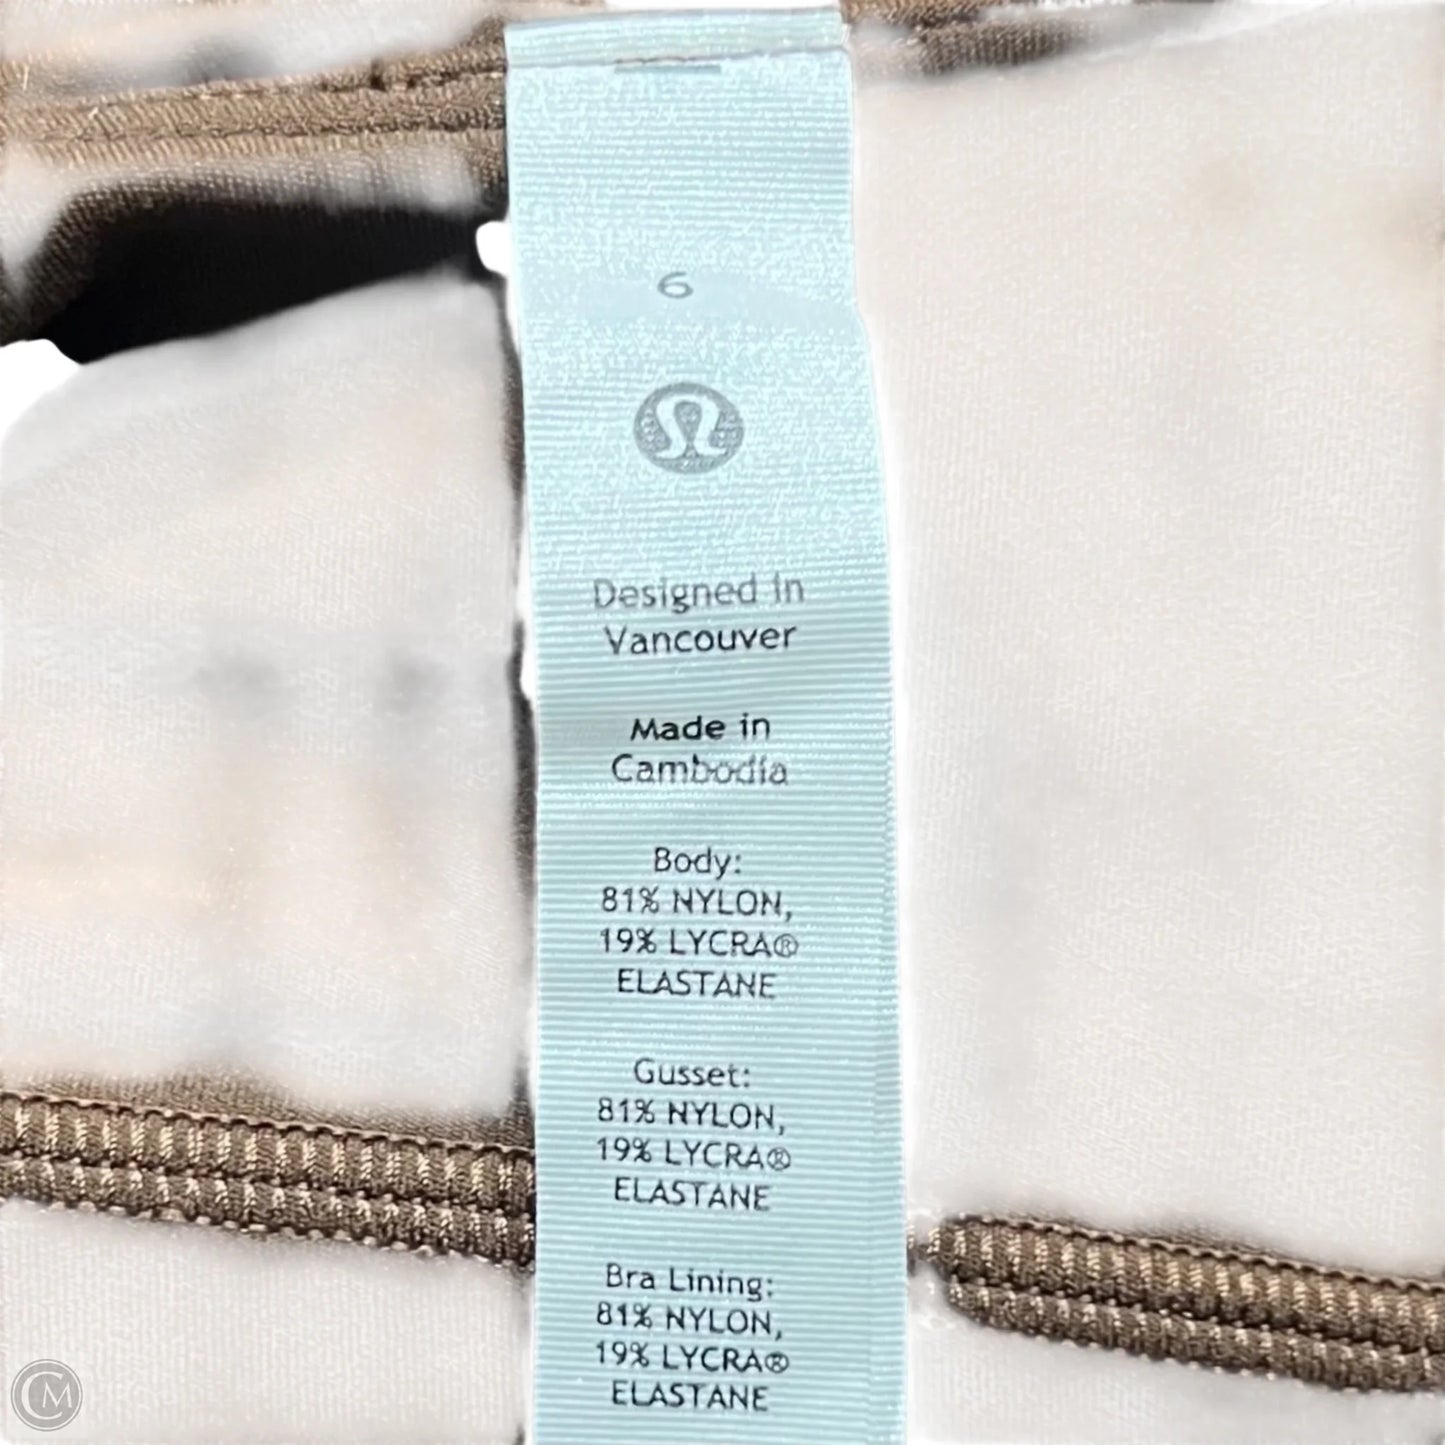 6
Designed in
Vancouver
Made in
Cambodia
Body:
81% NYLON,
19% LYCRA®
ELASTANE
Gusset:
81% NYLON,
19% LYCRA®
ELASTANE
Bra Lining:
81% NYLON,
19% LYCRA®
ELASTANE
CM